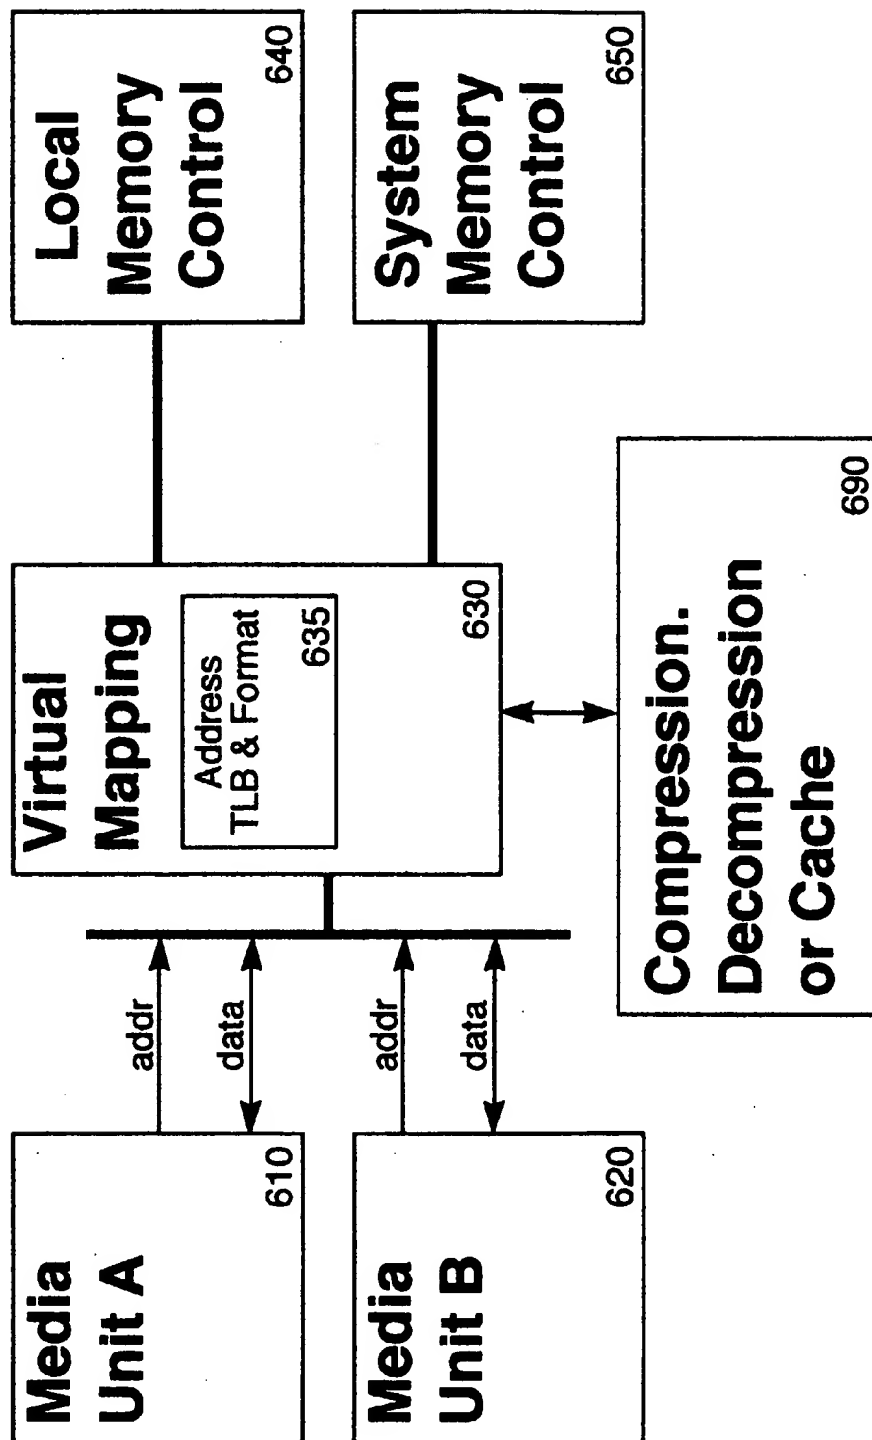 Media
Unit A
610
addr
data
Media
Unit B
620
addr
data
Virtual
Mapping
Address
TLB & Format
635
630
Local
Memory
Control
640
System
Memory
Control
650
Compression.
Decompression
or Cache
690